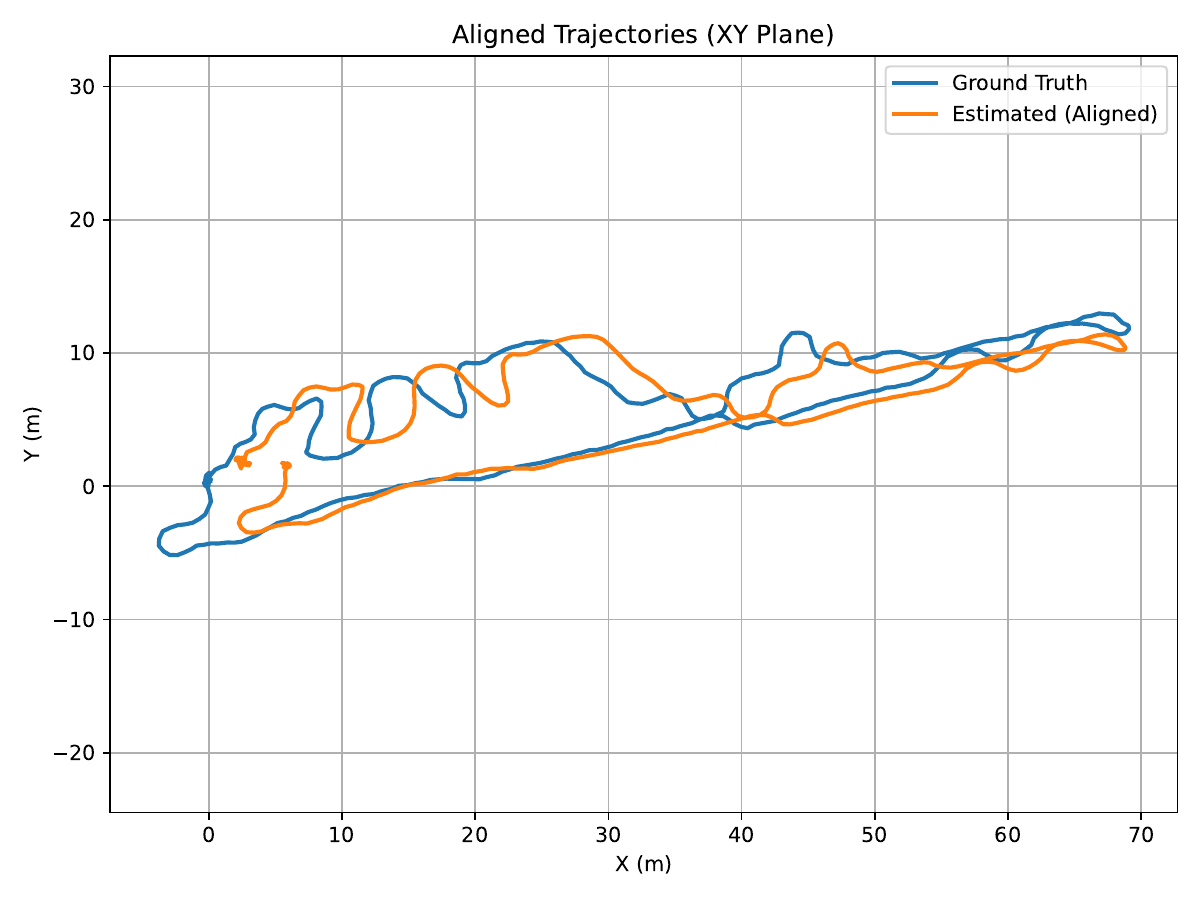 Aligned Trajectories (XY Plane)
Ground Truth
Estimated (Aligned)
30
20
10
0
−10
−20
Y (m)
0 10 20 30 40 50 60 70
X (m)